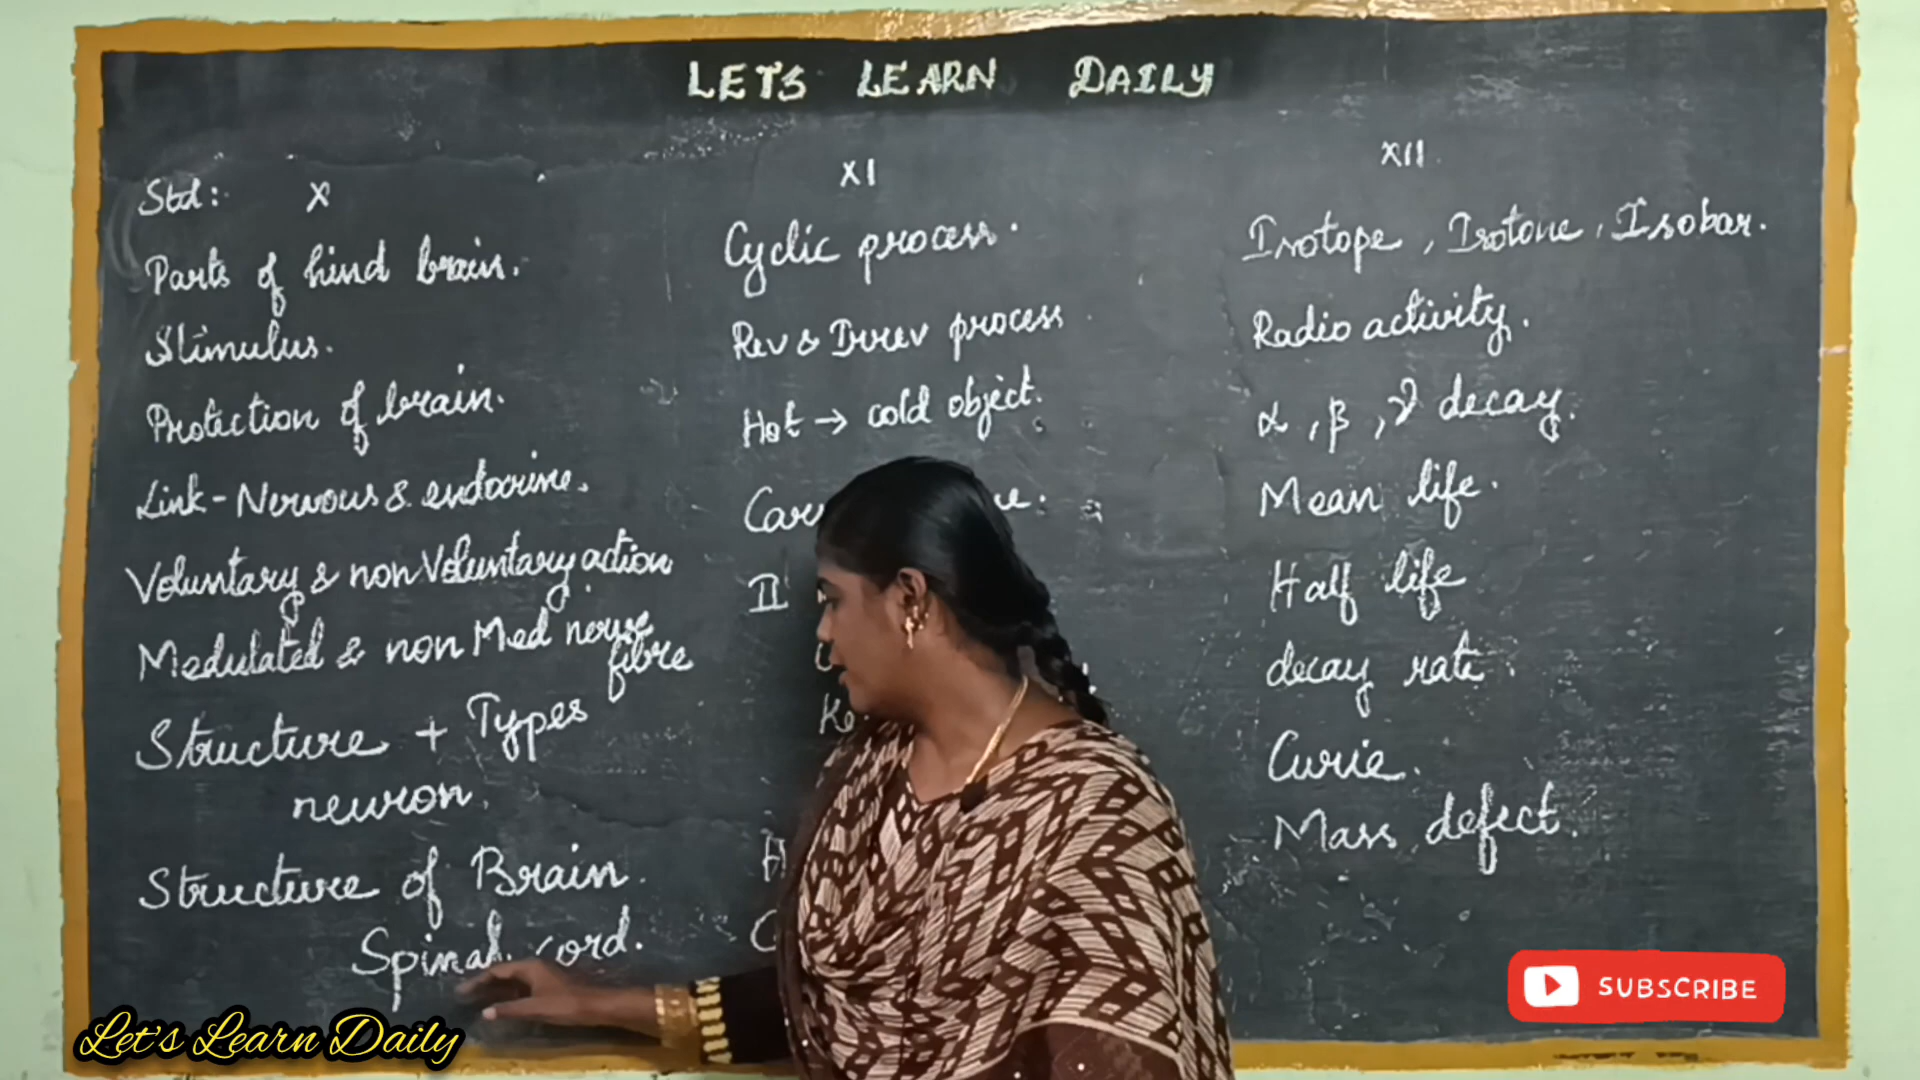 LETS LEARN DAILY
Std: X
Parts of hind brain.
Stimulus.
Protection of brain.
Link - Nervous & endocrine.
Voluntary & non Voluntary action
Medulated & non Med nerve
fibre
Structure + Types
neuron.
Structure of Brain.
Spinal cord.
XI
Cyclic process.
Rev & Irrev process
Hot → cold object.
II
XII
Isotope, Isotone, Isobar.
Radio activity.
α, β, γ decay.
Mean life.
Half life
decay rate.
Curie.
Mass defect.
SUBSCRIBE
Let's Learn Daily